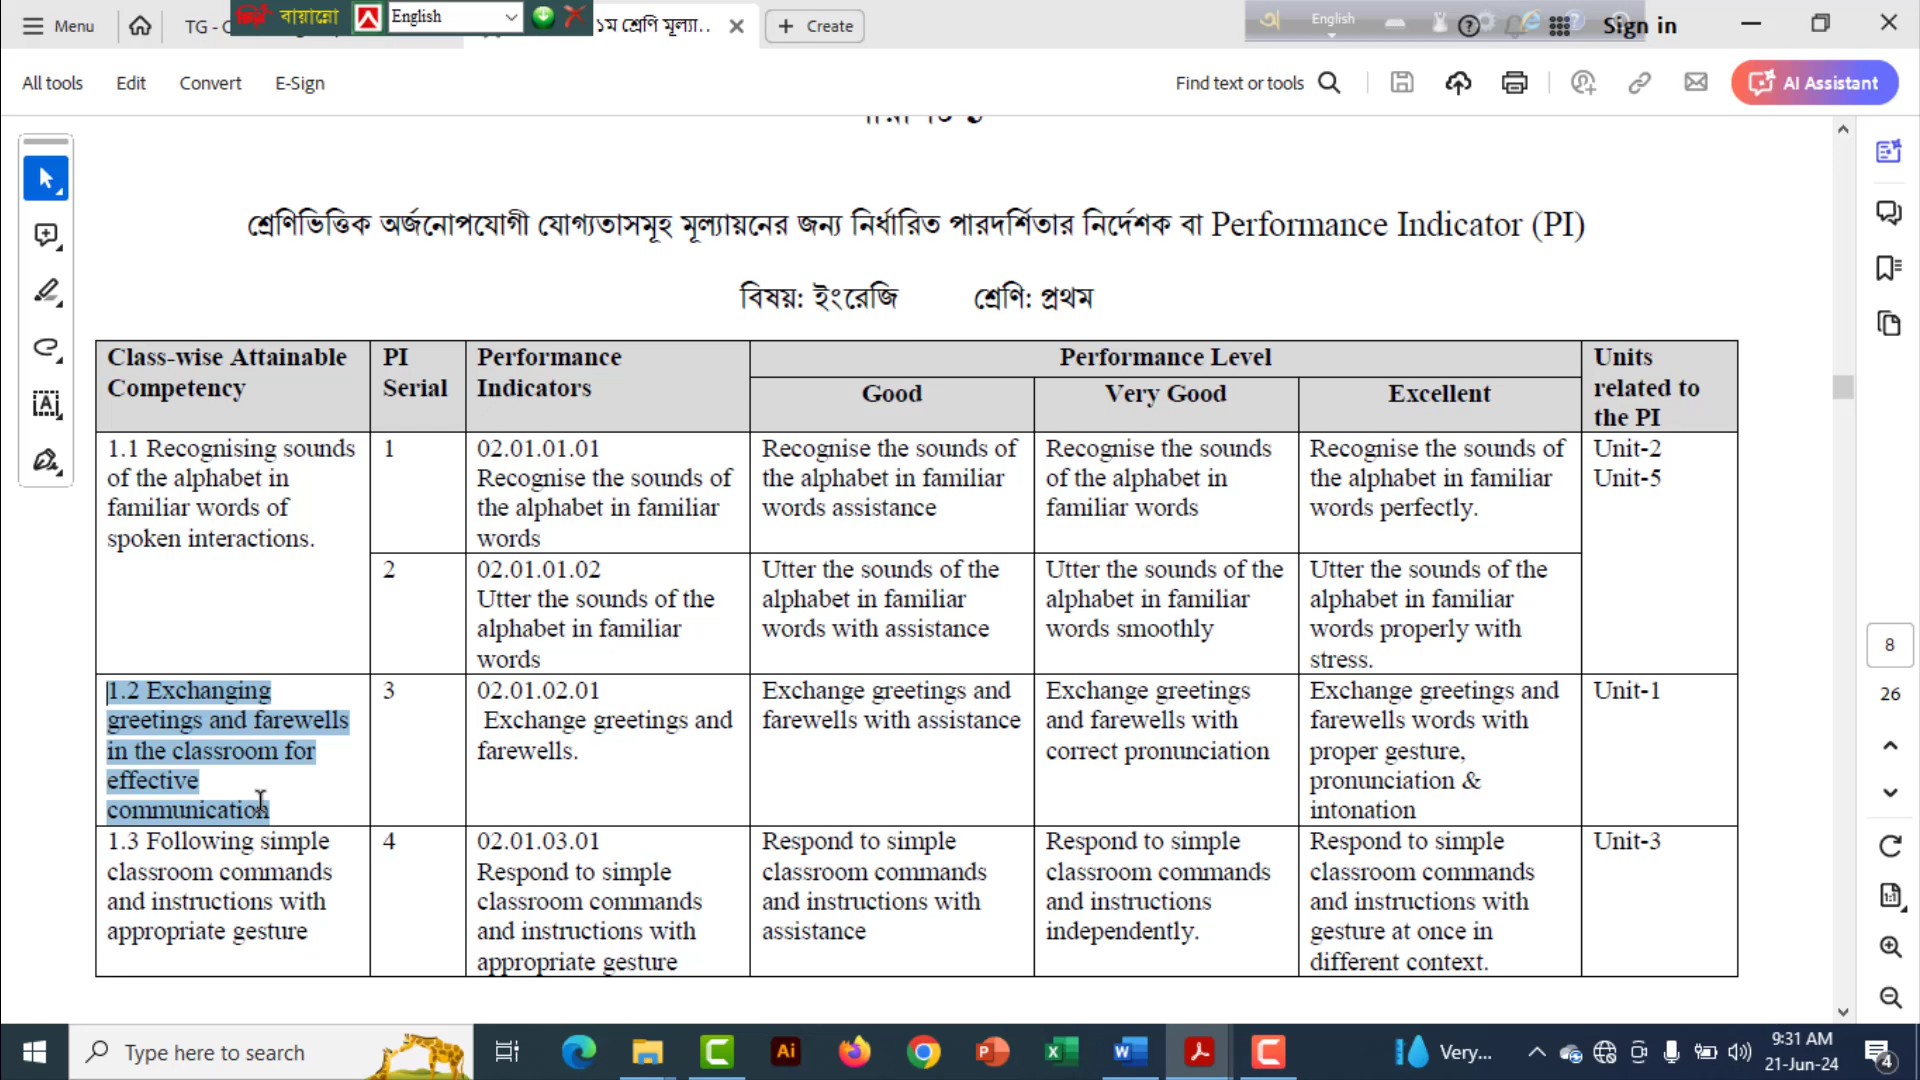 Menu
TG - C
বায়ান্নো
English
১ম শ্রেণি মূল্যা...
Create
English
Sign in
All tools
Edit
Convert
E-Sign
Find text or tools
AI Assistant
শ্রেণিভিত্তিক অর্জনোপযোগী যোগ্যতাসমূহ মূল্যায়নের জন্য নির্ধারিত পারদর্শিতার নির্দেশক বা Performance Indicator (PI)
বিষয়: ইংরেজি শ্রেণি: প্রথম
Class-wise Attainable
Competency
PI
Serial
Performance
Indicators
Performance Level
Good
Very Good
Excellent
Units
related to
the PI
1.1 Recognising sounds
of the alphabet in
familiar words of
spoken interactions.
1
02.01.01.01
Recognise the sounds of
the alphabet in familiar
words
Recognise the sounds of
the alphabet in familiar
words assistance
Recognise the sounds
of the alphabet in
familiar words
Recognise the sounds of
the alphabet in familiar
words perfectly.
Unit-2
Unit-5
2
02.01.01.02
Utter the sounds of the
alphabet in familiar
words
Utter the sounds of the
alphabet in familiar
words with assistance
Utter the sounds of the
alphabet in familiar
words smoothly
Utter the sounds of the
alphabet in familiar
words properly with
stress.
1.2 Exchanging
greetings and farewells
in the classroom for
effective
communication
3
02.01.02.01
Exchange greetings and
farewells.
Exchange greetings and
farewells with assistance
Exchange greetings
and farewells with
correct pronunciation
Exchange greetings and
farewells words with
proper gesture,
pronunciation &
intonation
Unit-1
1.3 Following simple
classroom commands
and instructions with
appropriate gesture
4
02.01.03.01
Respond to simple
classroom commands
and instructions with
appropriate gesture
Respond to simple
classroom commands
and instructions with
assistance
Respond to simple
classroom commands
and instructions
independently.
Respond to simple
classroom commands
and instructions with
gesture at once in
different context.
Unit-3
8
26
1:1
Type here to search
Ai
Very...
9:31 AM
21-Jun-24
4